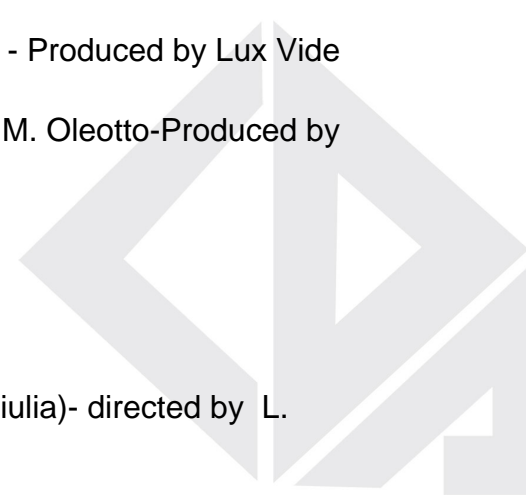 - Produced by Lux Vide
M. Oleotto-Produced by
iulia)- directed by L.